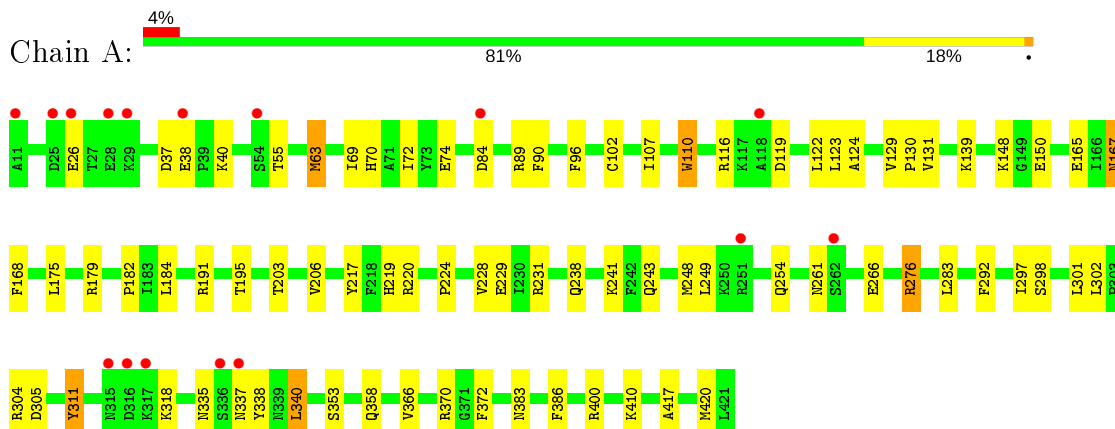 4%
Chain A:
81% 18% .
A11 D25 E26 T27 E28 K29 D37 E38 P39 K40 S54 T55 M63 I69 H70 A71 I72 Y73 E74 D84 R89 F90 F96 C102 I107 W110 R116 K117 A118 D119 L122 L123 A124 V129 P130 V131 K139 K148 G149 E150 E165 I166 N167
F168 L175 R179 P182 I183 L184 R191 T195 T203 V206 Y217 F218 H219 R220 P224 V228 E229 I230 R231 Q238 K241 F242 Q243 M248 L249 K250 R251 Q254 N261 S262 E266 R276 L283 F292 I297 S298 L301 L302 P303
R304 D305 Y311 N315 D316 K317 K318 N335 S336 N337 Y338 N339 L340 S353 Q358 V366 R370 G371 F372 N383 F386 R400 K410 A417 M420 L421